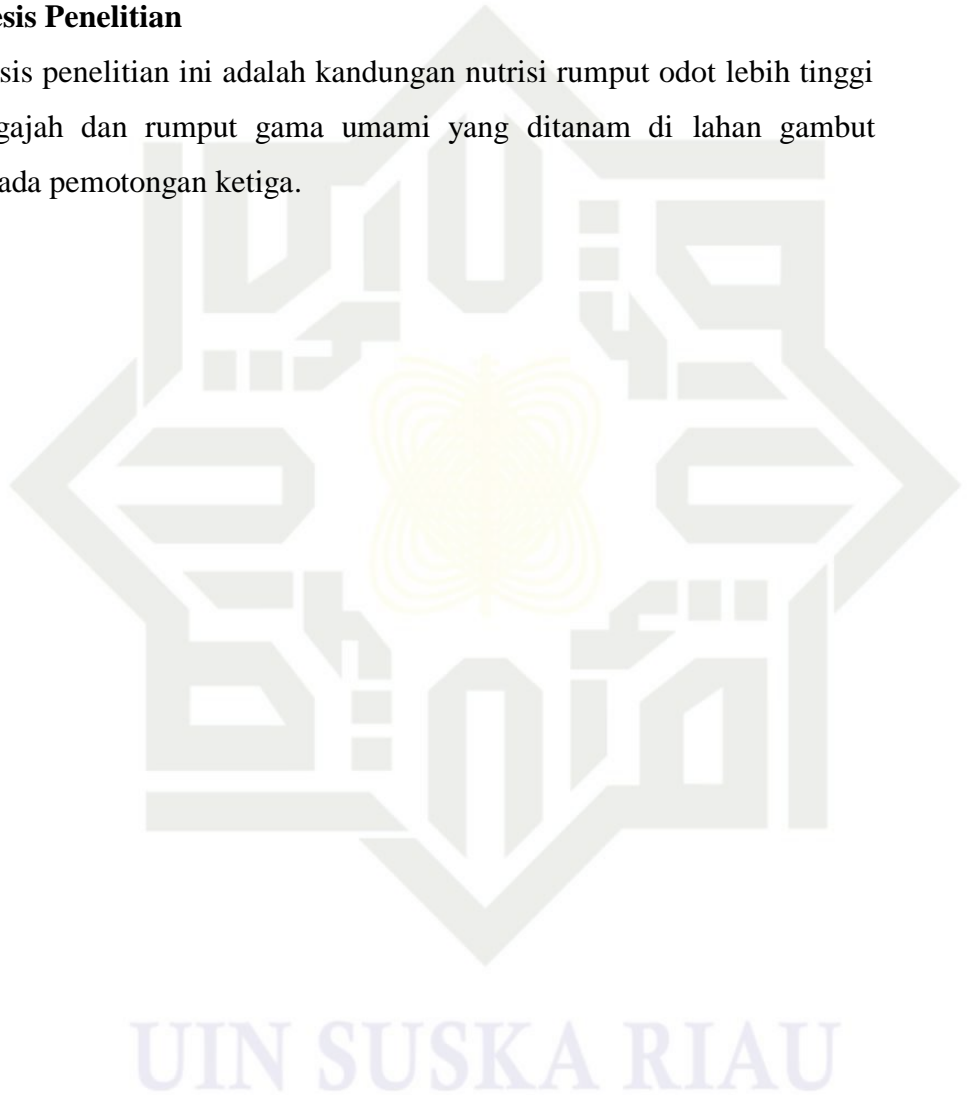 esis Penelitian
sis penelitian ini adalah kandungan nutrisi rumput odot lebih tinggi
gajah dan rumput gama umami yang ditanam di lahan gambut
ada pemotongan ketiga.
UIN SUSKA RIAU